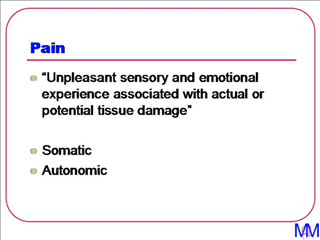 Pain
“Unpleasant sensory and emotional
experience associated with actual or
potential tissue damage”
Somatic
Autonomic
MM